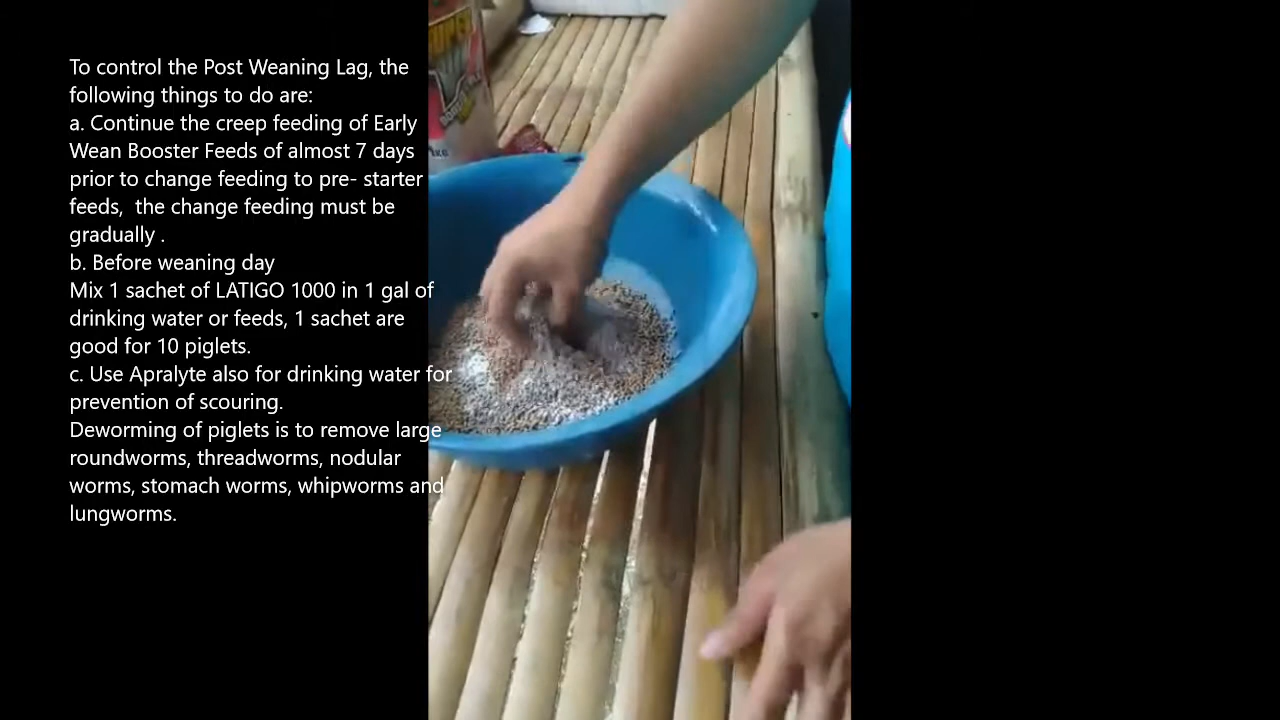 To control the Post Weaning Lag, the
following things to do are:
a. Continue the creep feeding of Early
Wean Booster Feeds of almost 7 days
prior to change feeding to pre- starter
feeds,  the change feeding must be
gradually .
b. Before weaning day
Mix 1 sachet of LATIGO 1000 in 1 gal of
drinking water or feeds, 1 sachet are
good for 10 piglets.
c. Use Apralyte also for drinking water for
prevention of scouring.
Deworming of piglets is to remove large
roundworms, threadworms, nodular
worms, stomach worms, whipworms and
lungworms.